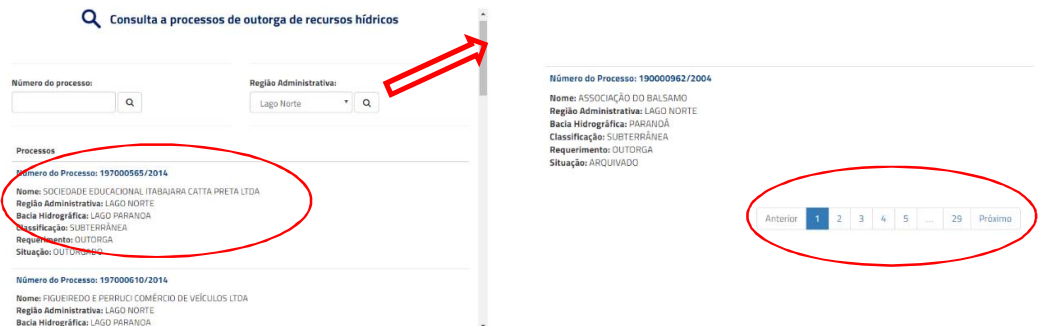 Consulta a processos de outorga de recursos hídricos
Número do processo:
Região Administrativa:
Lago Norte
Processos
Número do Processo: 197000565/2014
Nome: SOCIEDADE EDUCACIONAL ITABAJARA CATTA PRETA LTDA
Região Administrativa: LAGO NORTE
Bacia Hidrográfica: LAGO PARANOA
Classificação: SUBTERRÂNEA
Requerimento: OUTORGA
Situação: OUTORGADO
Número do Processo: 197000610/2014
Nome: FIGUEIREDO E PERRUCI COMÉRCIO DE VEÍCULOS LTDA
Região Administrativa: LAGO NORTE
Bacia Hidrográfica: LAGO PARANOA
Número do Processo: 190000962/2004
Nome: ASSOCIAÇÃO DO BALSAMO
Região Administrativa: LAGO NORTE
Bacia Hidrográfica: PARANOÁ
Classificação: SUBTERRÂNEA
Requerimento: OUTORGA
Situação: ARQUIVADO
Anterior 1 2 3 4 5 ... 29 Próximo